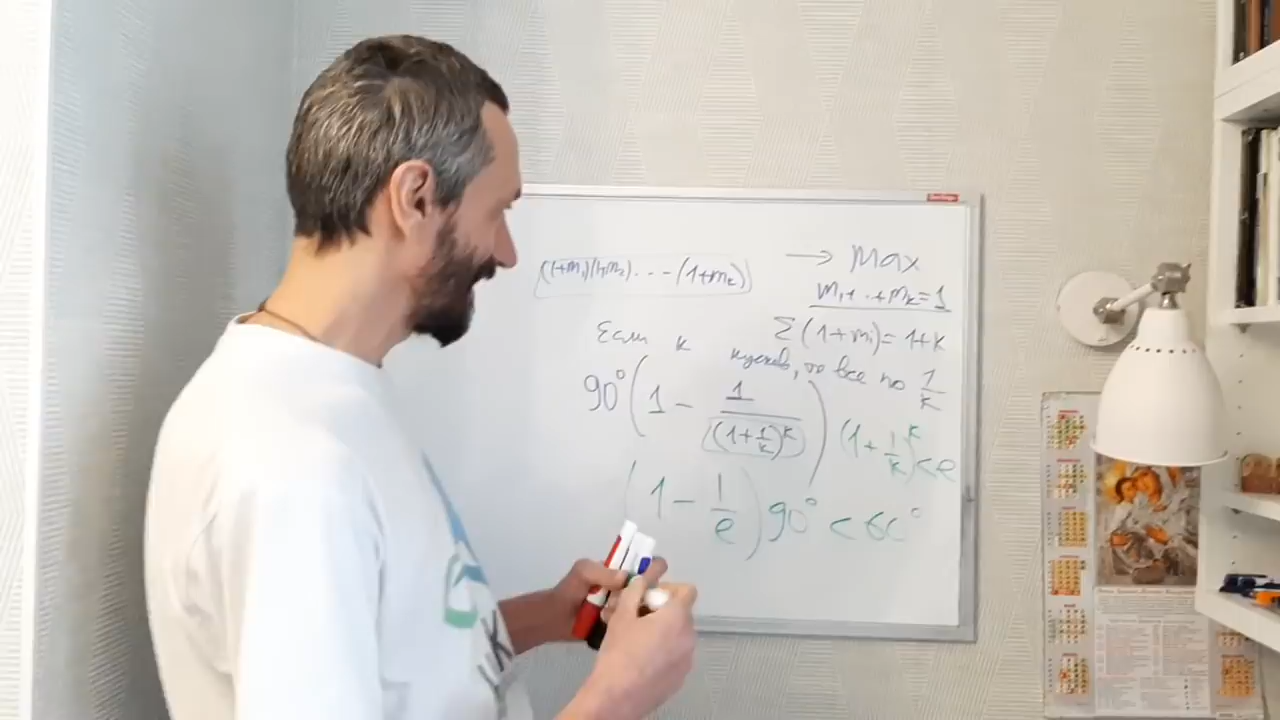 (1+m₁)(1+m₂)·...·(1+mₖ) → max
m₁+..+mₖ=1
Σ(1+mᵢ)=1+k
Если k кусков, то все по 1/k
90°(1 - 1/(1+1/k)^k) (1+1/k)^k<e
(1 - 1/e)90° < 60°